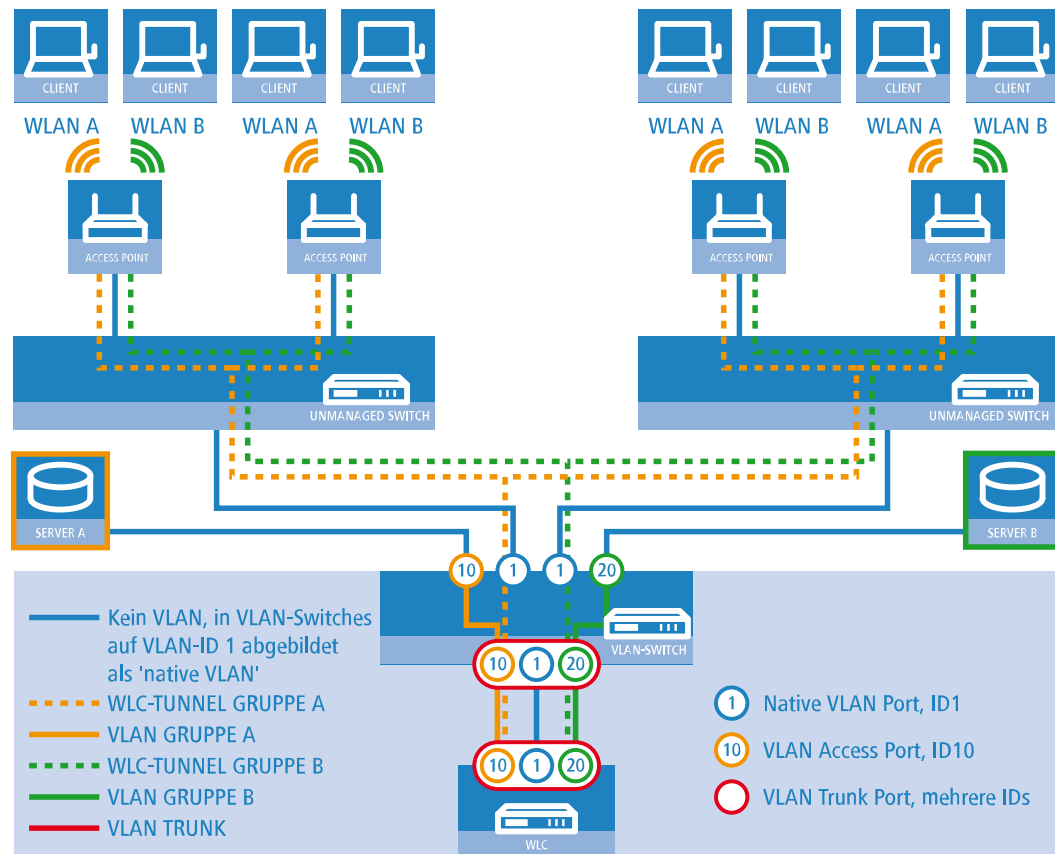 CLIENT CLIENT CLIENT CLIENT CLIENT CLIENT CLIENT CLIENT
WLAN A WLAN B WLAN A WLAN B WLAN A WLAN B WLAN A WLAN B
ACCESS POINT ACCESS POINT ACCESS POINT ACCESS POINT
UNMANAGED SWITCH UNMANAGED SWITCH
SERVER A SERVER B
10 1 1 20
VLAN-SWITCH
10 1 20
10 1 20
WLC
Kein VLAN, in VLAN-Switches
auf VLAN-ID 1 abgebildet
als 'native VLAN'
WLC-TUNNEL GRUPPE A
VLAN GRUPPE A
WLC-TUNNEL GRUPPE B
VLAN GRUPPE B
VLAN TRUNK
1 Native VLAN Port, ID1
10 VLAN Access Port, ID10
VLAN Trunk Port, mehrere IDs